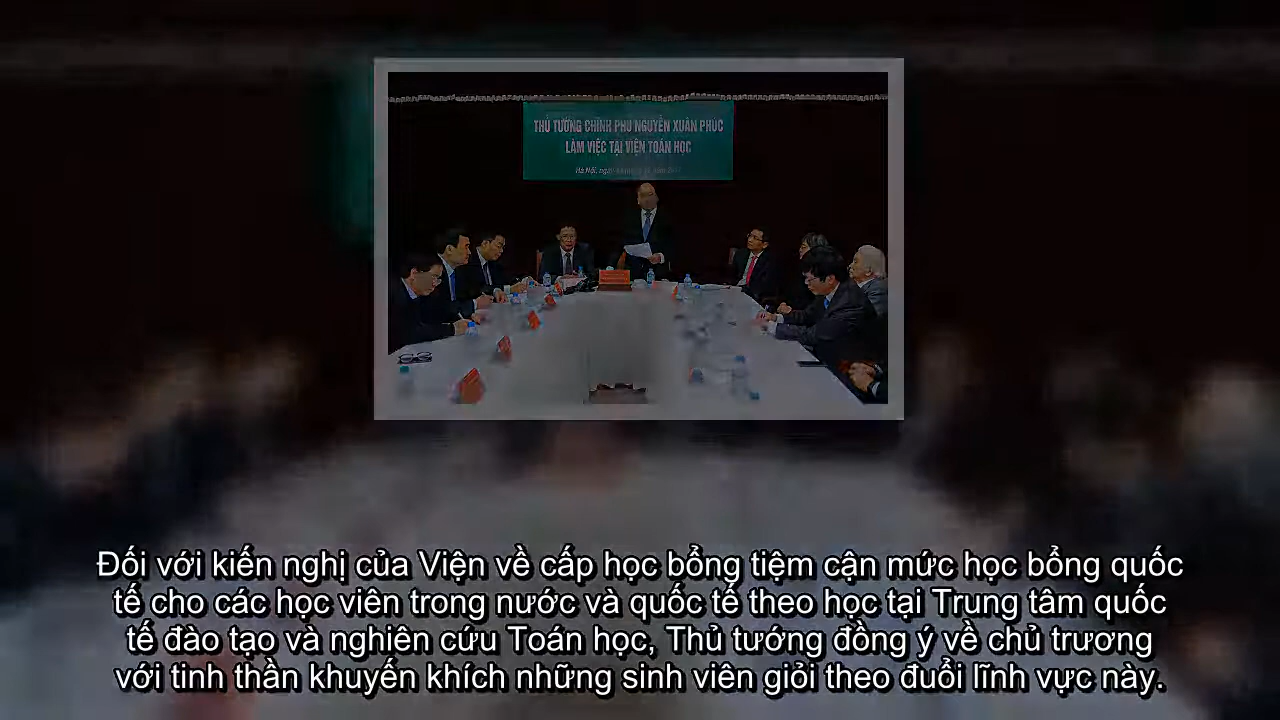 THỦ TƯỚNG CHÍNH PHỦ NGUYỄN XUÂN PHÚC
LÀM VIỆC TẠI VIỆN TOÁN HỌC
Hà Nội, ngày
Đối với kiến nghị của Viện về cấp học bổng tiệm cận mức học bổng quốc
tế cho các học viên trong nước và quốc tế theo học tại Trung tâm quốc
tế đào tạo và nghiên cứu Toán học, Thủ tướng đồng ý về chủ trương
với tinh thần khuyến khích những sinh viên giỏi theo đuổi lĩnh vực này.